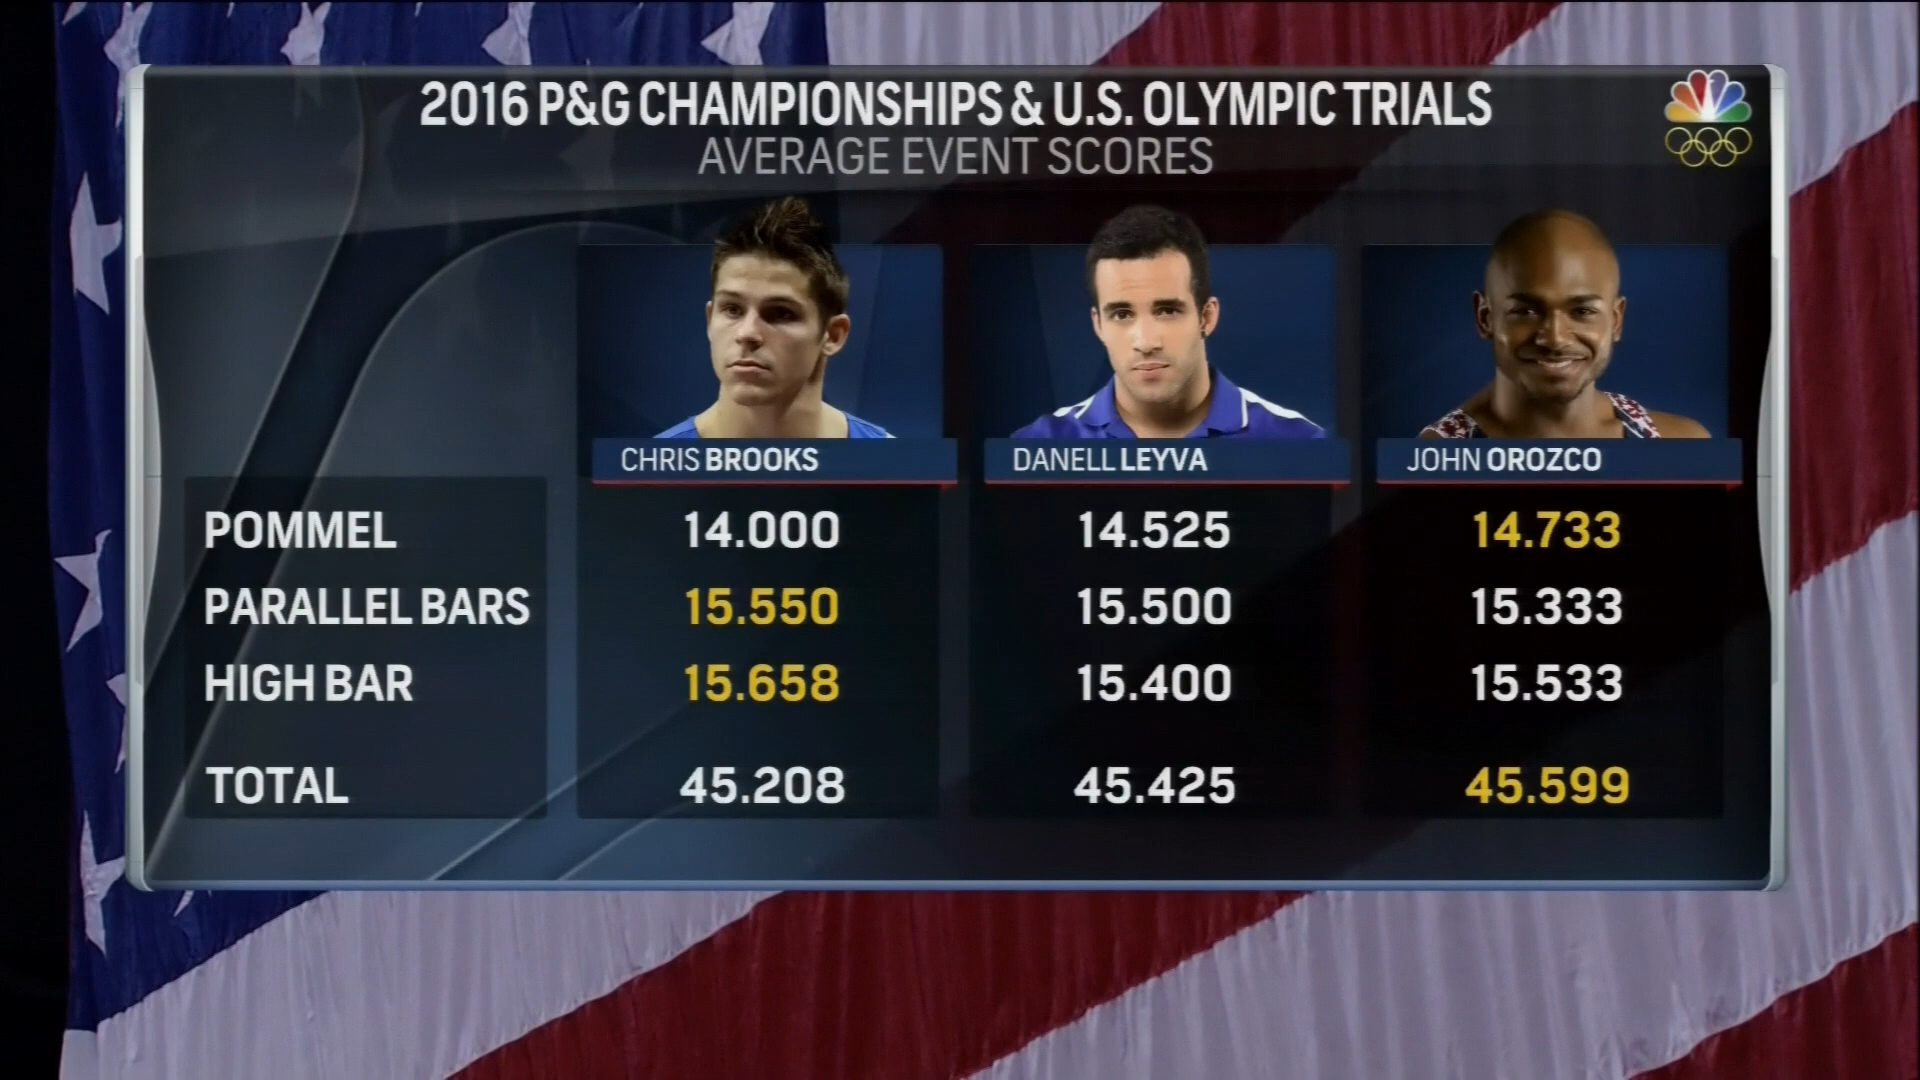 2016 P&G CHAMPIONSHIPS & U.S. OLYMPIC TRIALS
AVERAGE EVENT SCORES
CHRIS BROOKS DANELL LEYVA JOHN OROZCO
POMMEL 14.000 14.525 14.733
PARALLEL BARS 15.550 15.500 15.333
HIGH BAR 15.658 15.400 15.533
TOTAL 45.208 45.425 45.599